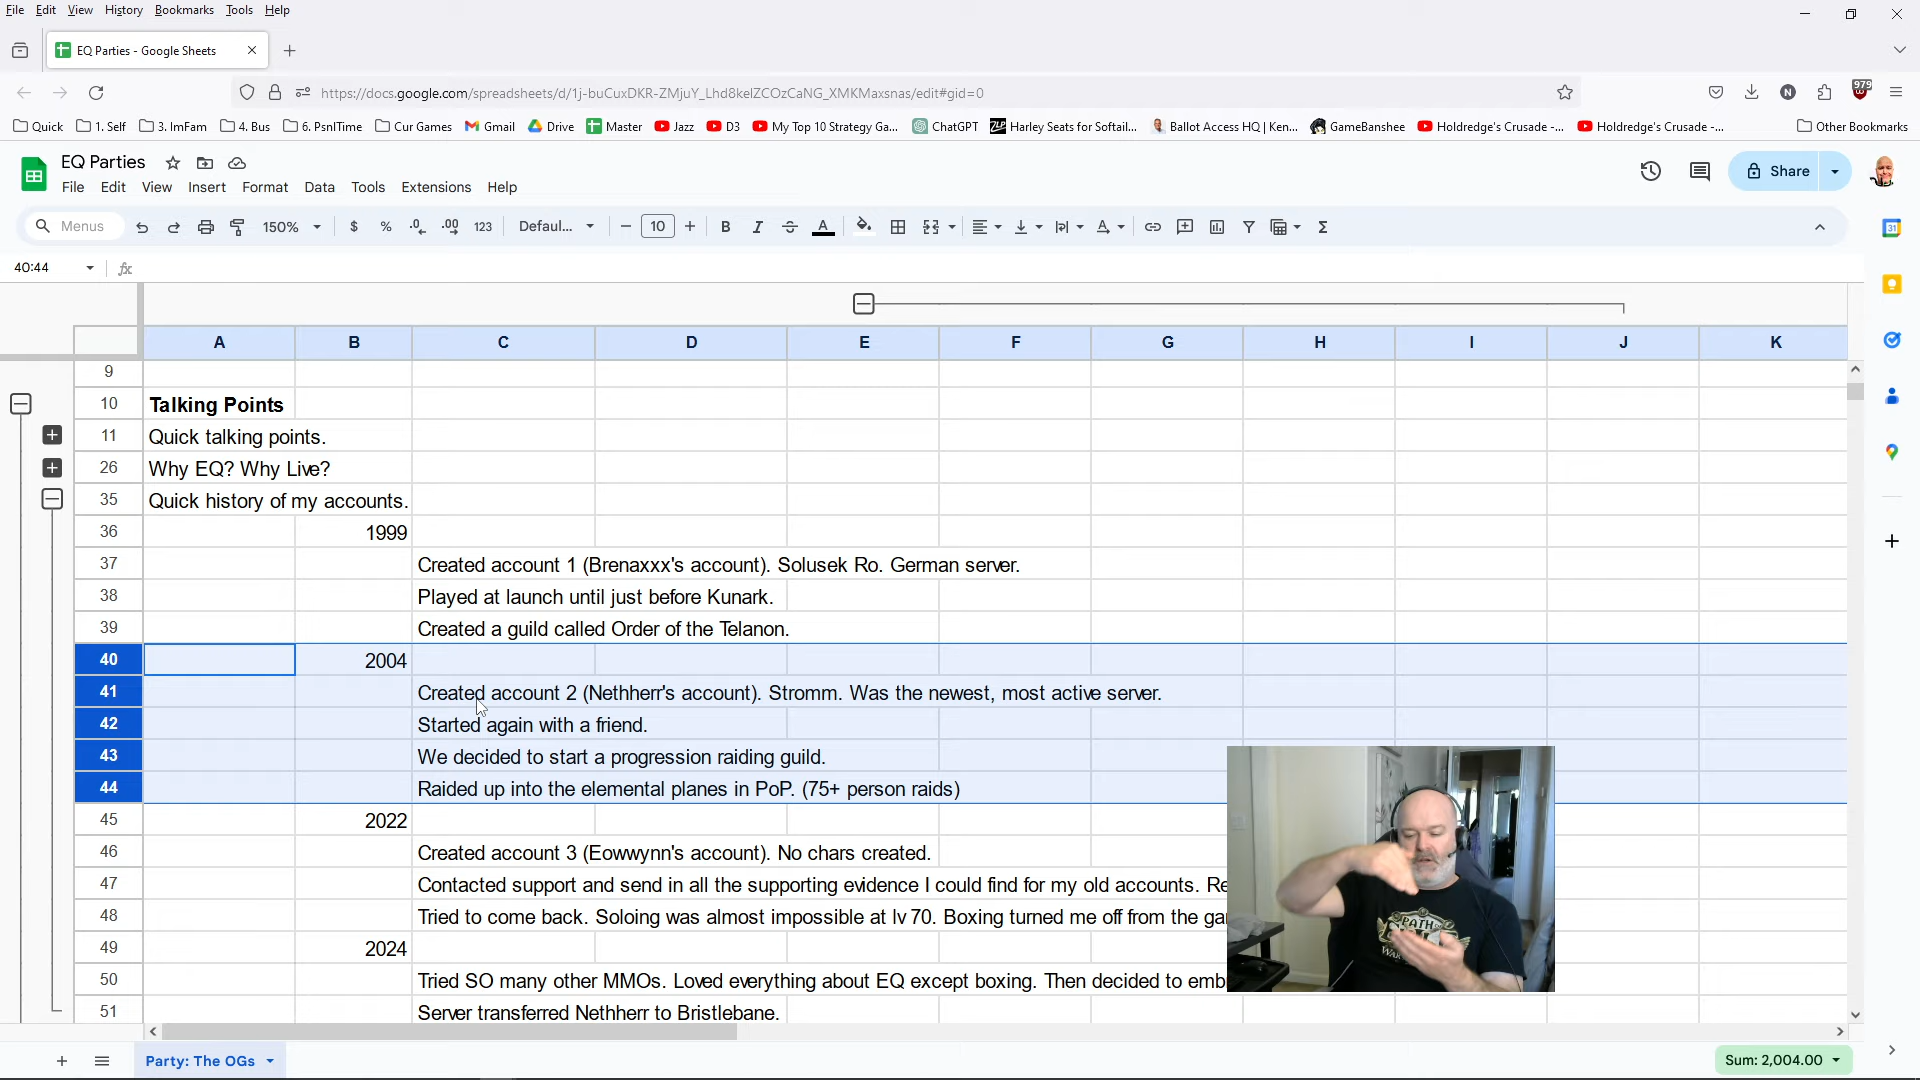 File Edit View History Bookmarks Tools Help
EQ Parties - Google Sheets
https://docs.google.com/spreadsheets/d/1j-buCuxDKR-ZMjuY_Lhd8kelZCOzCaNG_XMKMaxsnas/edit#gid=0
979
N
Quick 1. Self 3. ImFam 4. Bus 6. PsnlTime Cur Games Gmail Drive Master Jazz D3 My Top 10 Strategy Ga... ChatGPT Harley Seats for Softail... Ballot Access HQ | Ken... GameBanshee Holdredge's Crusade -... Holdredge's Crusade -... Other Bookmarks
EQ Parties
File Edit View Insert Format Data Tools Extensions Help
Share
Menus 150% $ % .0 .00 123 Defaul... 10 B I A
31
40:44 fx
A B C D E F G H I J K
9
10 Talking Points
11 Quick talking points.
26 Why EQ? Why Live?
35 Quick history of my accounts.
36 1999
37 Created account 1 (Brenaxxx's account). Solusek Ro. German server.
38 Played at launch until just before Kunark.
39 Created a guild called Order of the Telanon.
40 2004
41 Created account 2 (Nethherr's account). Stromm. Was the newest, most active server.
42 Started again with a friend.
43 We decided to start a progression raiding guild.
44 Raided up into the elemental planes in PoP. (75+ person raids)
45 2022
46 Created account 3 (Eowwynn's account). No chars created.
47 Contacted support and send in all the supporting evidence I could find for my old accounts. Re
48 Tried to come back. Soloing was almost impossible at lv 70. Boxing turned me off from the ga
49 2024
50 Tried SO many other MMOs. Loved everything about EQ except boxing. Then decided to emb
51 Server transferred Nethherr to Bristlebane.
PATH
Party: The OGs
Sum: 2,004.00